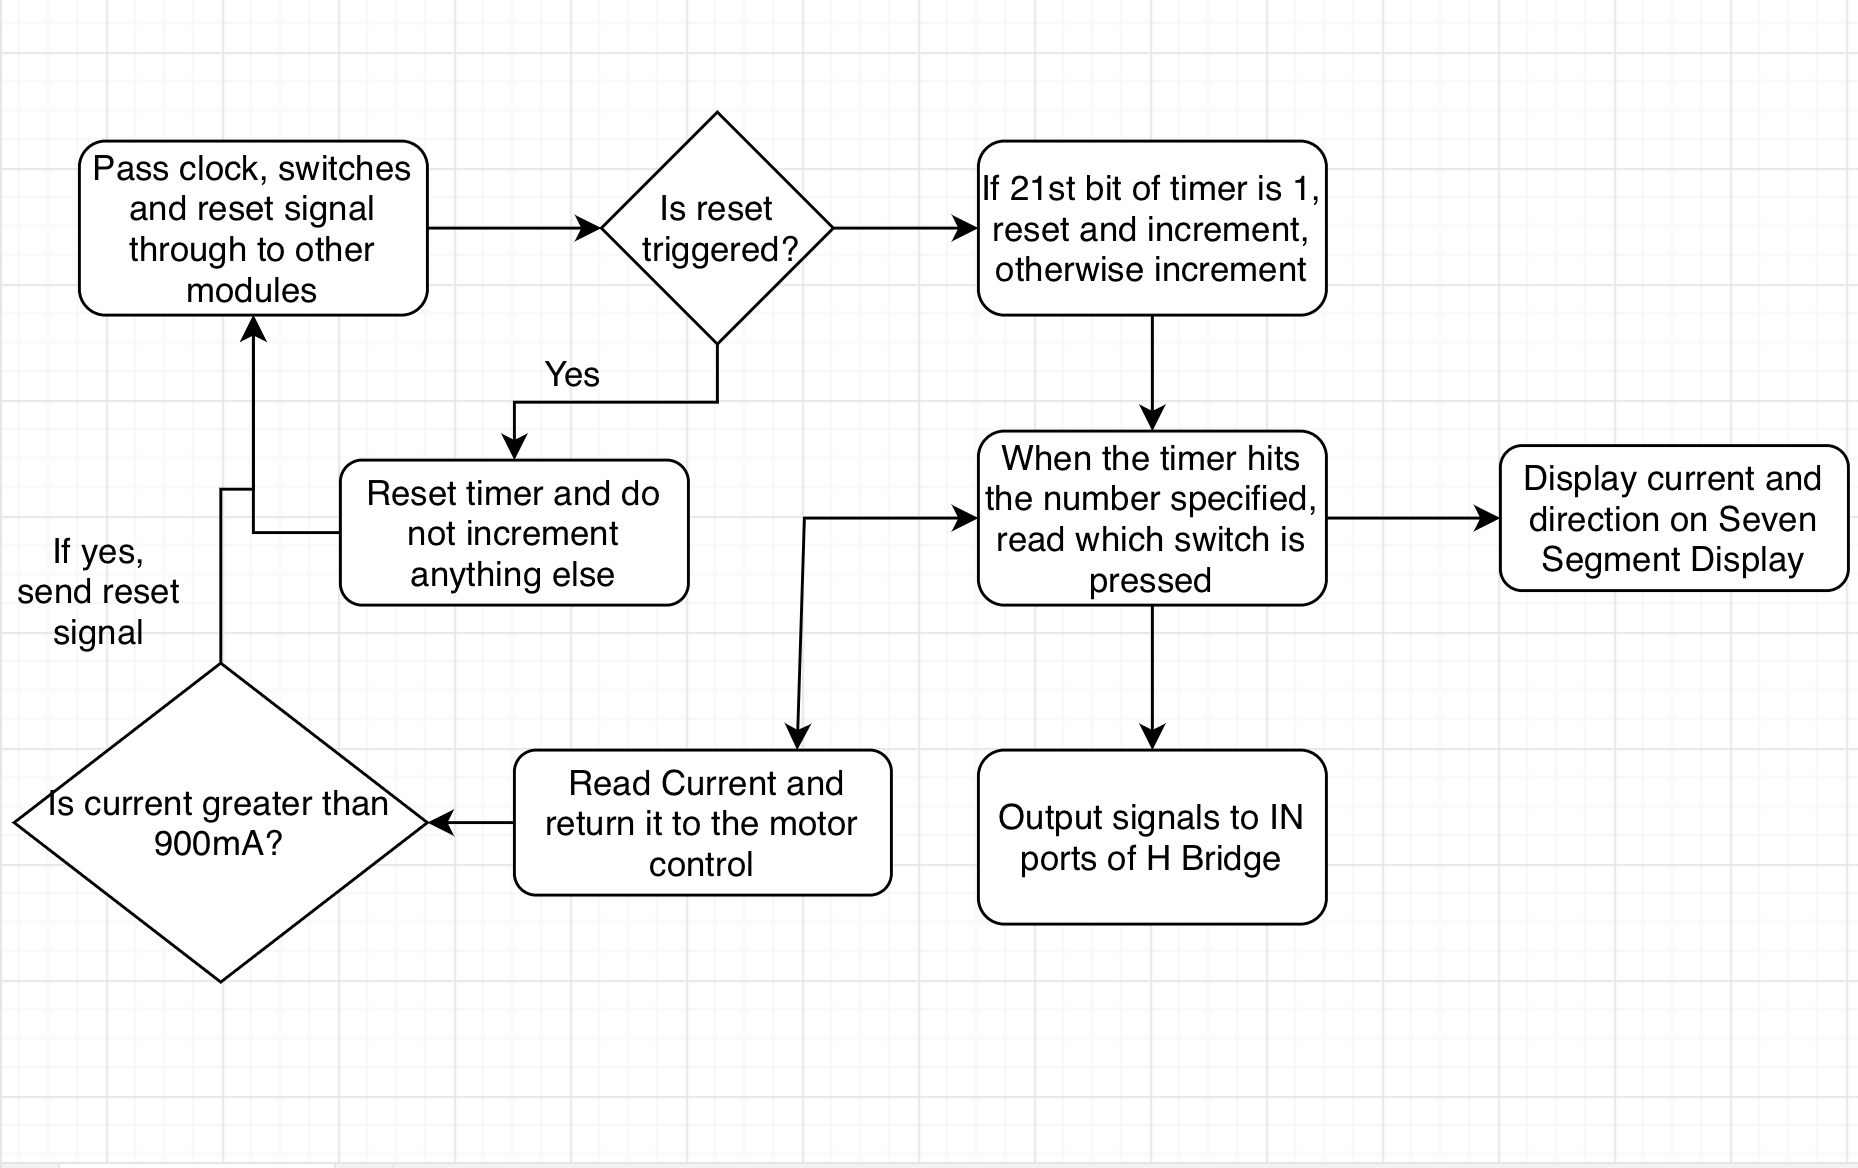 Pass clock, switches
and reset signal
through to other
modules
Is reset
triggered?
If 21st bit of timer is 1,
reset and increment,
otherwise increment
Yes
Reset timer and do
not increment
anything else
When the timer hits
the number specified,
read which switch is
pressed
Display current and
direction on Seven
Segment Display
If yes,
send reset
signal
Is current greater than
900mA?
Read Current and
return it to the motor
control
Output signals to IN
ports of H Bridge